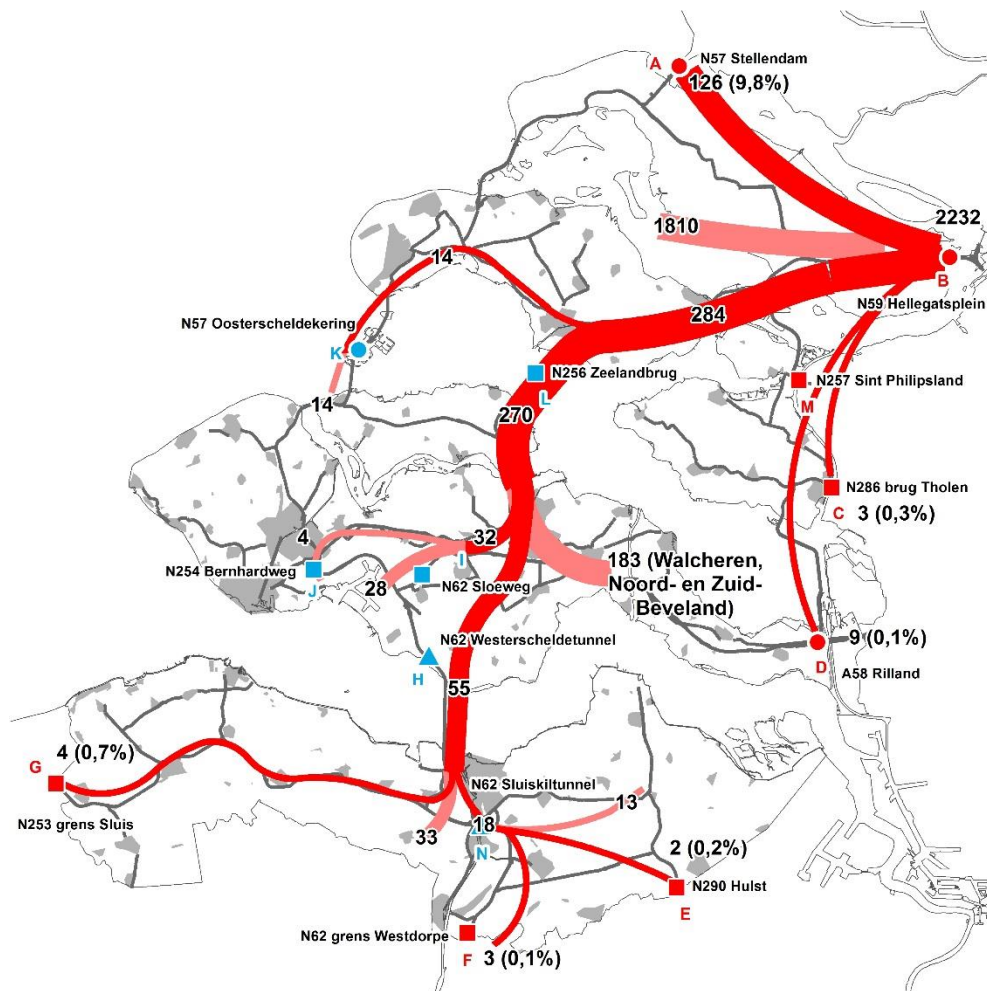 A
N57 Stellendam
126 (9,8%)
1810
2232
B
N59 Hellegatsplein
14
284
N57 Oosterscheldekering
K
N256 Zeelandbrug
L
N257 Sint Philipsland
M
14
270
N286 brug Tholen
C
3 (0,3%)
4
32
I
N254 Bernhardweg
J
28
N62 Sloeweg
183 (Walcheren,
Noord- en Zuid-
Beveland)
N62 Westerscheldetunnel
H
9 (0,1%)
D
A58 Rilland
55
4 (0,7%)
G
N253 grens Sluis
N62 Sluiskiltunnel
13
33
18
N
2 (0,2%)
N290 Hulst
E
N62 grens Westdorpe
F
3 (0,1%)